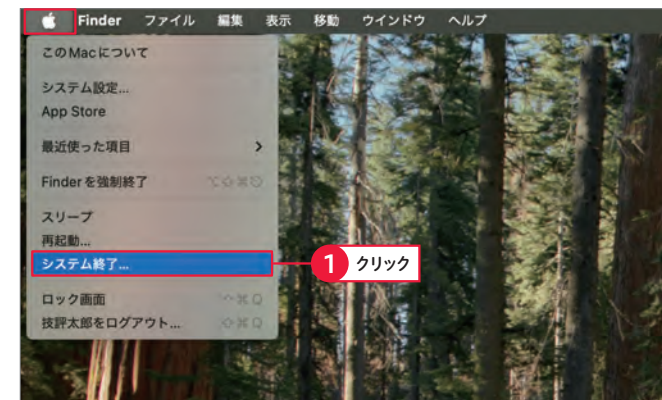 Finder ファイル 編集 表示 移動 ウインドウ ヘルプ
このMacについて
システム設定...
App Store
最近使った項目 >
Finderを強制終了 ⌥⇧⌘⎋
スリープ
再起動...
システム終了...
1 クリック
ロック画面 ^⌘Q
技評太郎をログアウト... ⇧⌘Q